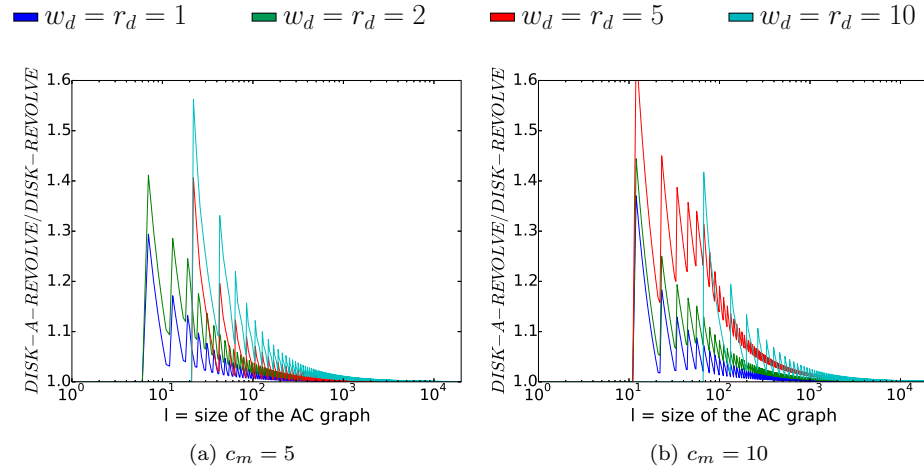 w_d = r_d = 1 w_d = r_d = 2 w_d = r_d = 5 w_d = r_d = 10
DISK−A−REVOLVE/DISK−REVOLVE
1.6
1.5
1.4
1.3
1.2
1.1
1.0
10^0 10^1 10^2 10^3 10^4
l = size of the AC graph
(a) c_m = 5
DISK−A−REVOLVE/DISK−REVOLVE
1.6
1.5
1.4
1.3
1.2
1.1
1.0
10^0 10^1 10^2 10^3 10^4
l = size of the AC graph
(b) c_m = 10